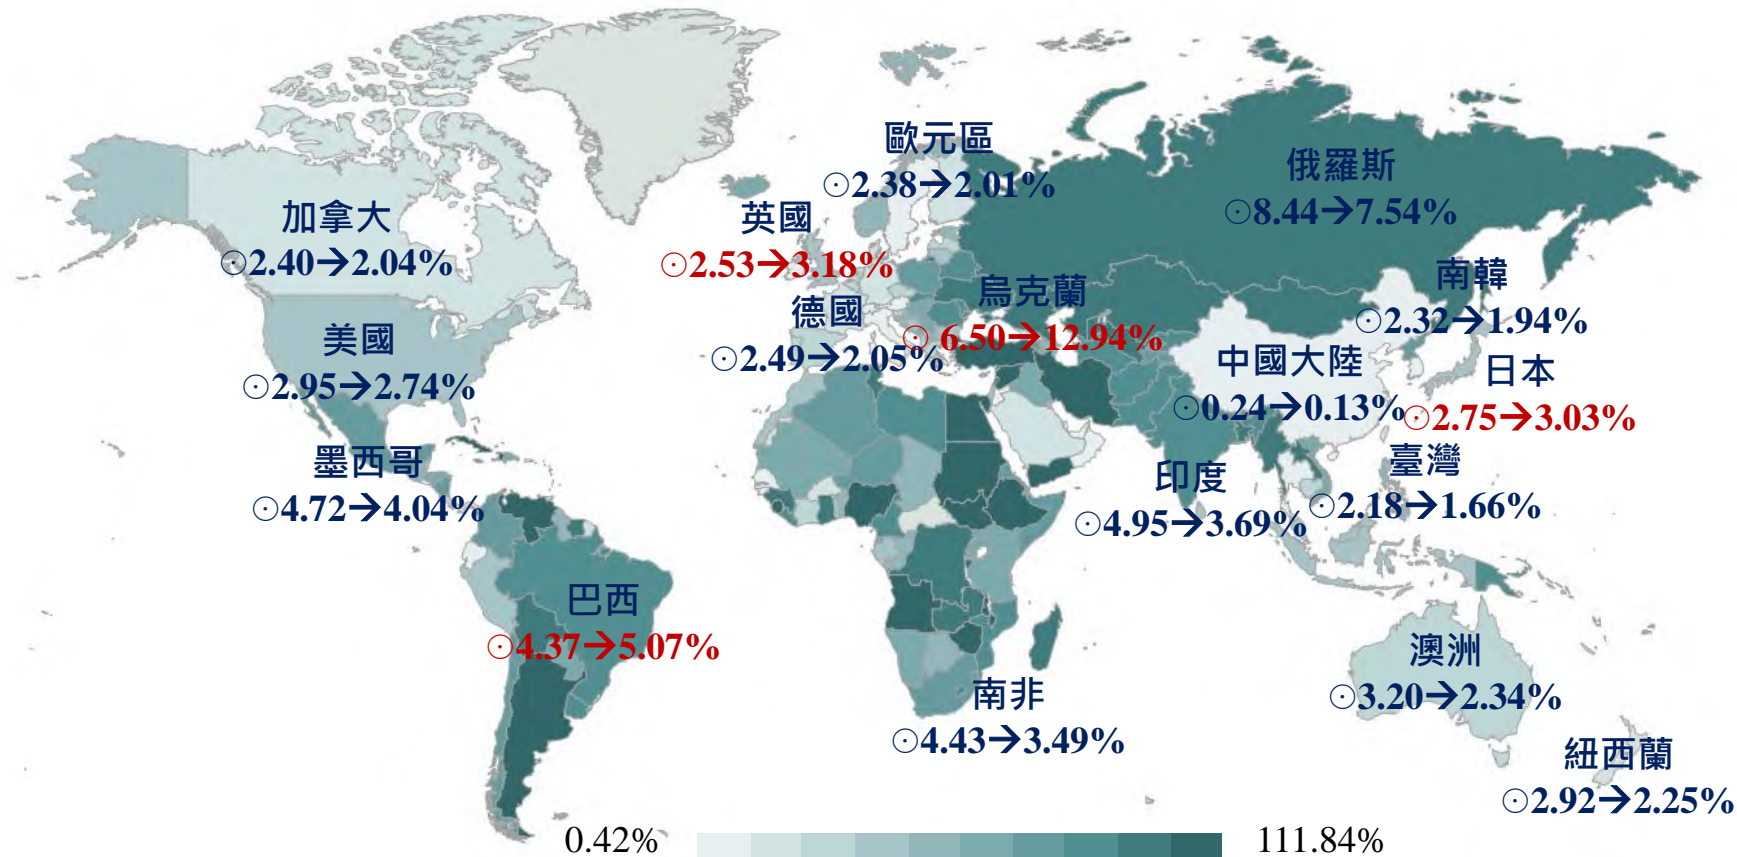 歐元區
⊙2.38→2.01%
俄羅斯
⊙8.44→7.54%
加拿大
⊙2.40→2.04%
英國
⊙2.53→3.18%
南韓
⊙2.32→1.94%
烏克蘭
⊙ 6.50→12.94%
德國
⊙2.49→2.05%
美國
⊙2.95→2.74%
中國大陸
⊙0.24→0.13%
日本
⊙2.75→3.03%
墨西哥
⊙4.72→4.04%
臺灣
⊙2.18→1.66%
印度
⊙4.95→3.69%
巴西
⊙4.37→5.07%
澳洲
⊙3.20→2.34%
南非
⊙4.43→3.49%
紐西蘭
⊙2.92→2.25%
0.42%
111.84%